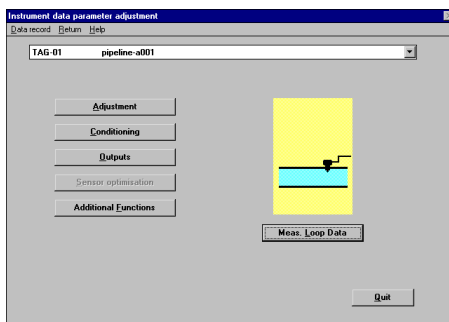 Instrument data parameter adjustment
Data record Return Help
TAG-01 pipeline-a001
Adjustment
Conditioning
Outputs
Sensor optimisation
Additional Functions
Meas. Loop Data
Quit